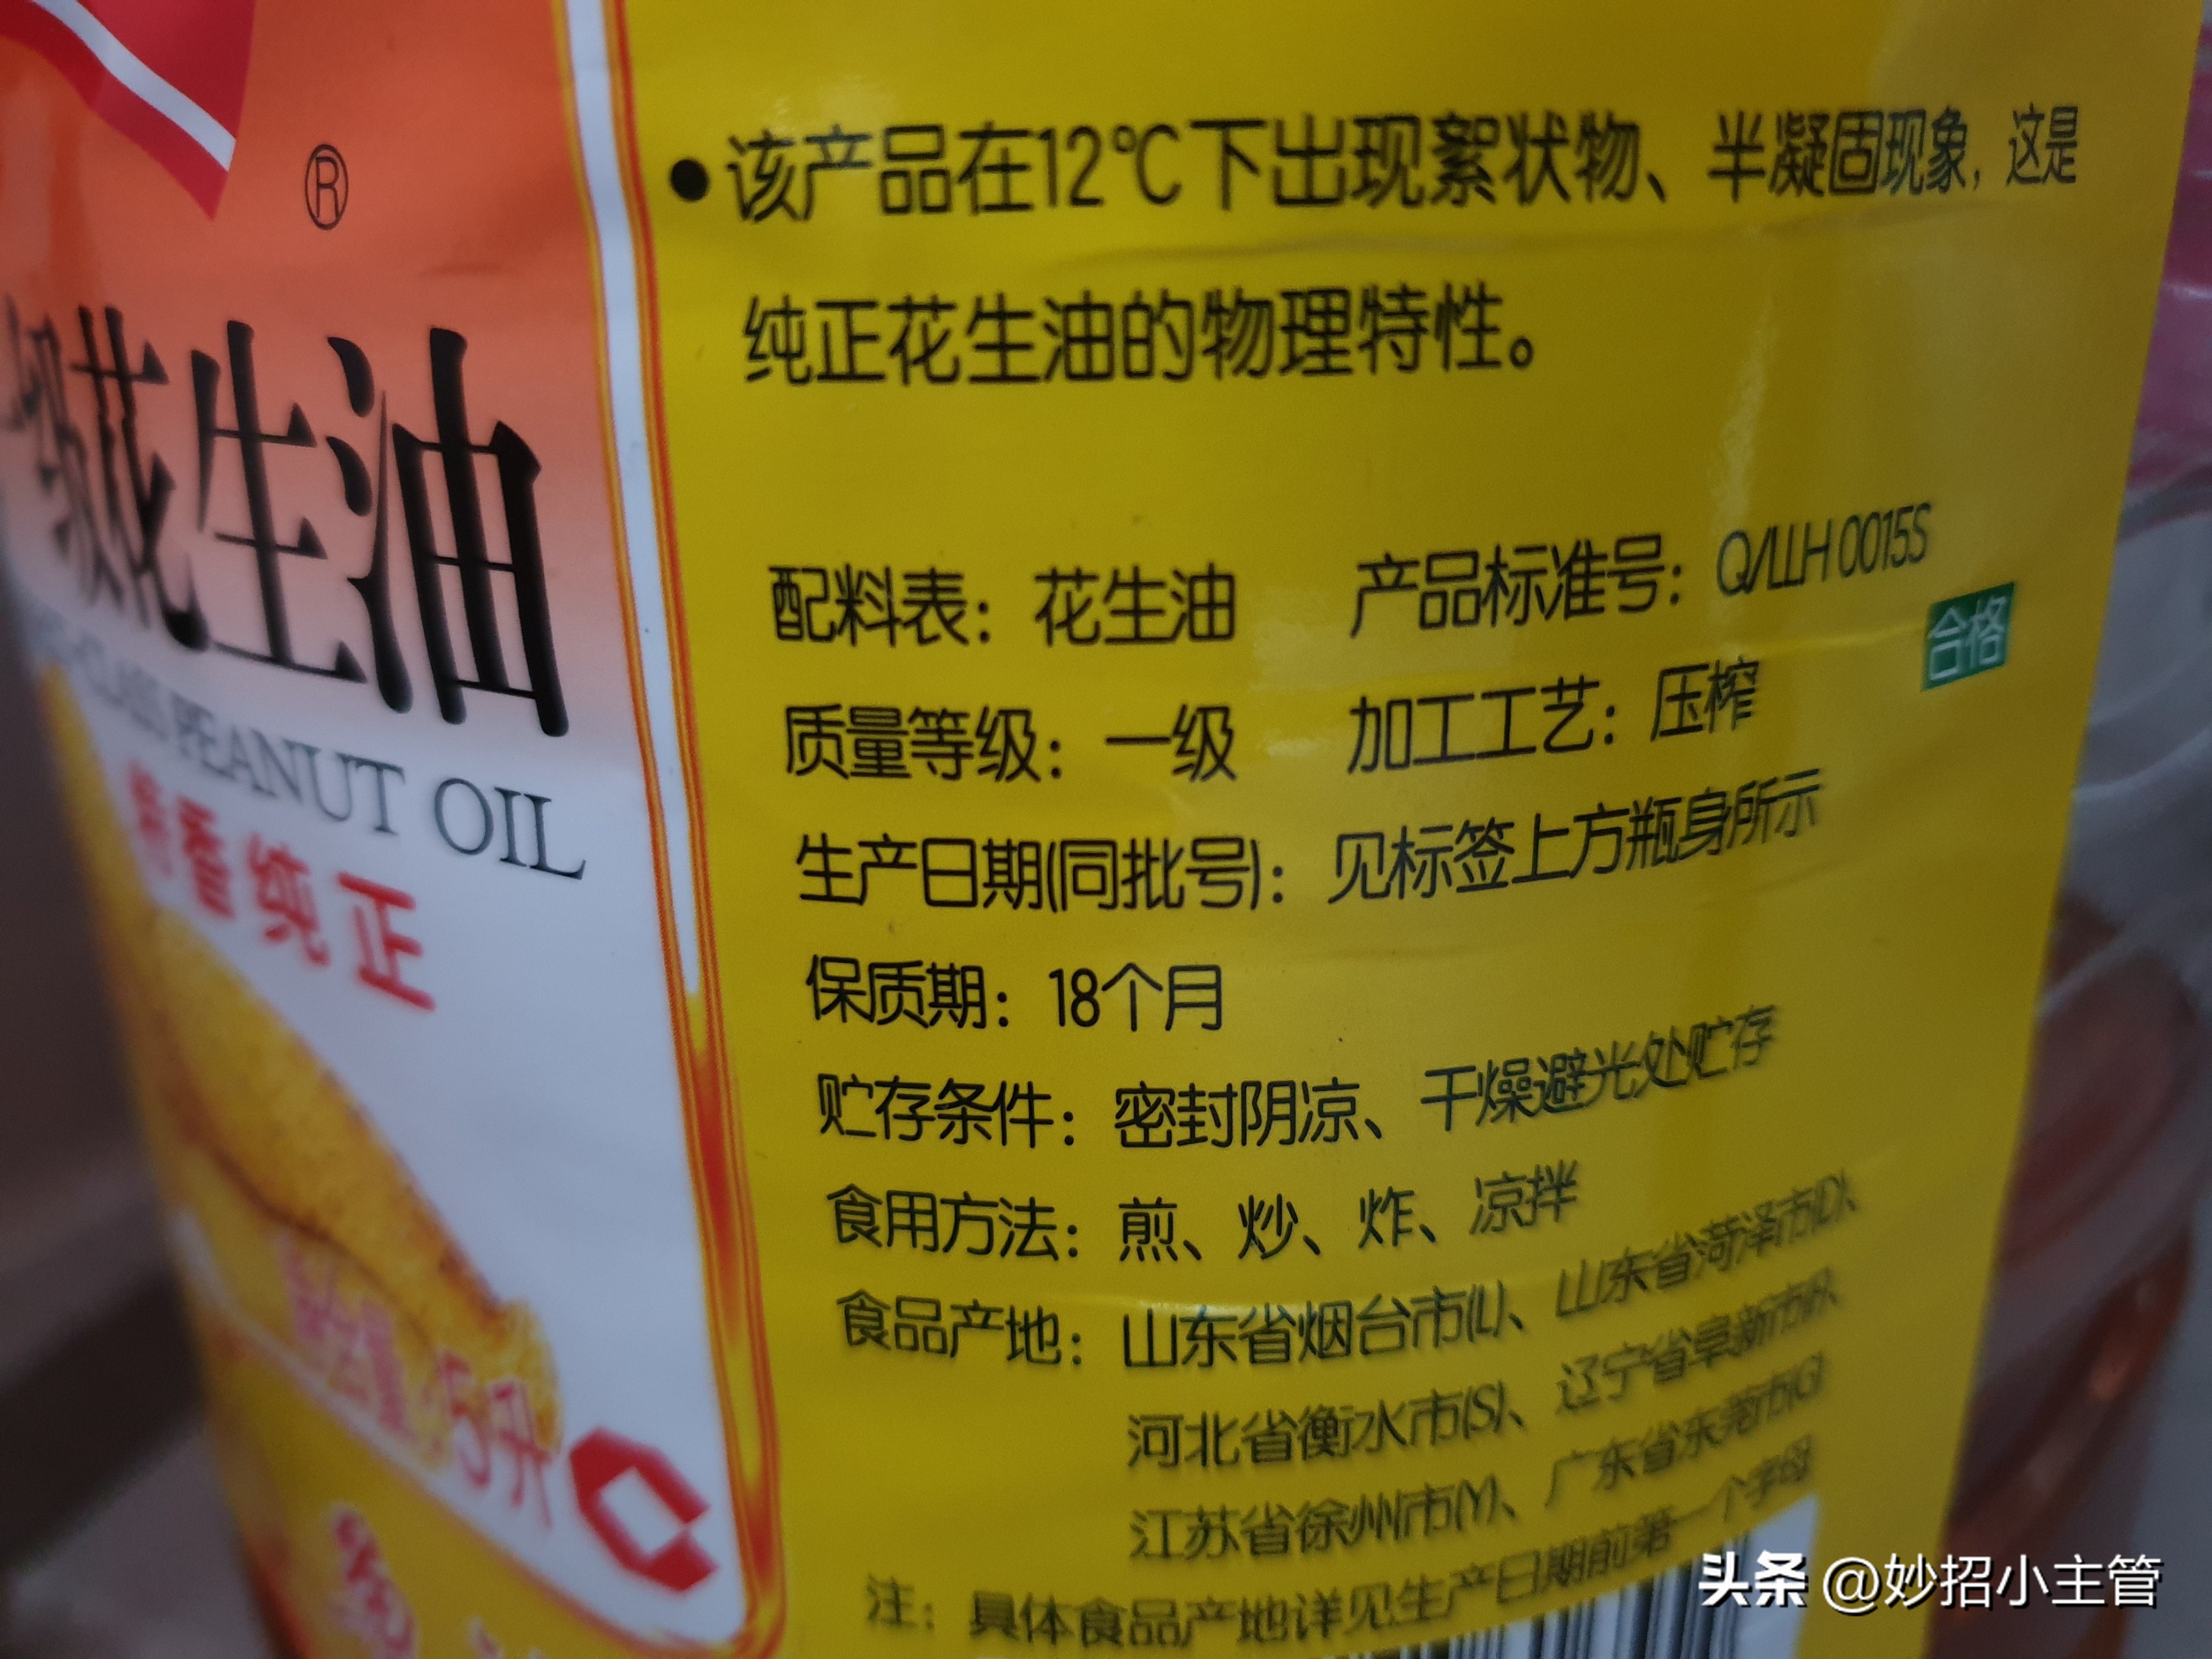 ®
级花生油
CLASS PEANUT OIL
香纯正
5升
●该产品在12℃下出现絮状物、半凝固现象，这是
纯正花生油的物理特性。
配料表：花生油 产品标准号：Q/LLH 0015S
合格
质量等级：一级 加工工艺：压榨
生产日期(同批号)：见标签上方瓶身所示
保质期：18个月
贮存条件：密封阴凉、干燥避光处贮存
食用方法：煎、炒、炸、凉拌
食品产地：山东省烟台市(L)、山东省菏泽市(D)、
河北省衡水市(S)、辽宁省阜新市
江苏省徐州市(Y)、广东省东莞市(G)
注：具体食品产地详见生产日期前第一个字母
头条 @妙招小主管